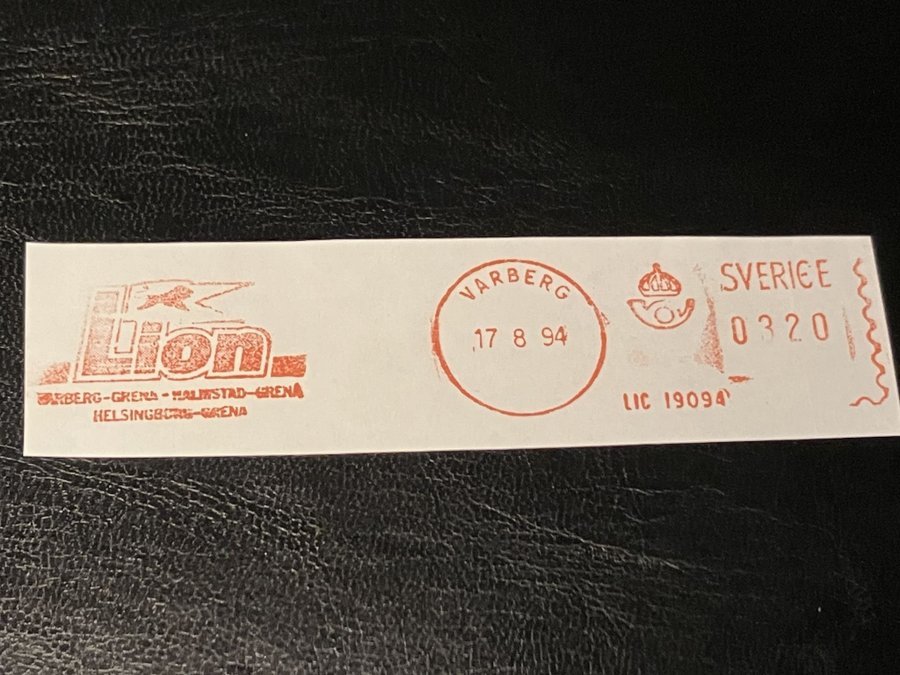 Lion
VARBERG-GRENA - HALMSTAD-GRENA
HELSINGBORG-GRENA
VARBERG
17 8 94
SVERIGE
0320
LIC 19094